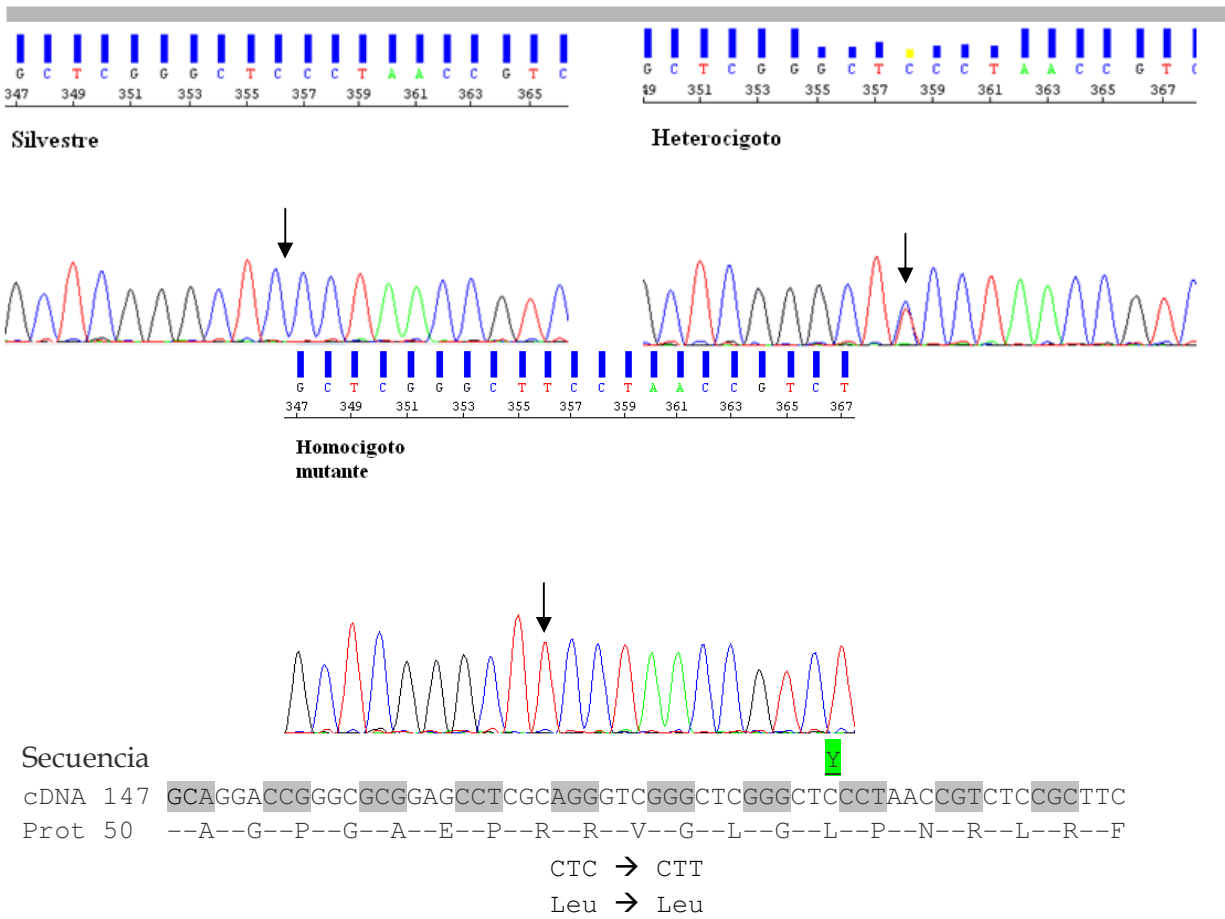 G C T C G G G C T C C C T A A C C G T C
347 349 351 353 355 357 359 361 363 365
Silvestre
G C T C G G G C T C C C T A A C C G T C
49 351 353 355 357 359 361 363 365 367
Heterocigoto
G C T C G G G C T T C C T A A C C G T C T
347 349 351 353 355 357 359 361 363 365 367
Homocigoto
mutante
Secuencia
Y
cDNA 147 GCAGGACCGGGCGCGGAGCCTCGCAGGGTCGGGCTCGGGCTCCCTAACCGTCTCCGCTTC
Prot 50 --A--G--P--G--A--E--P--R--R--V--G--L--G--L--P--N--R--L--R--F
CTC → CTT
Leu → Leu